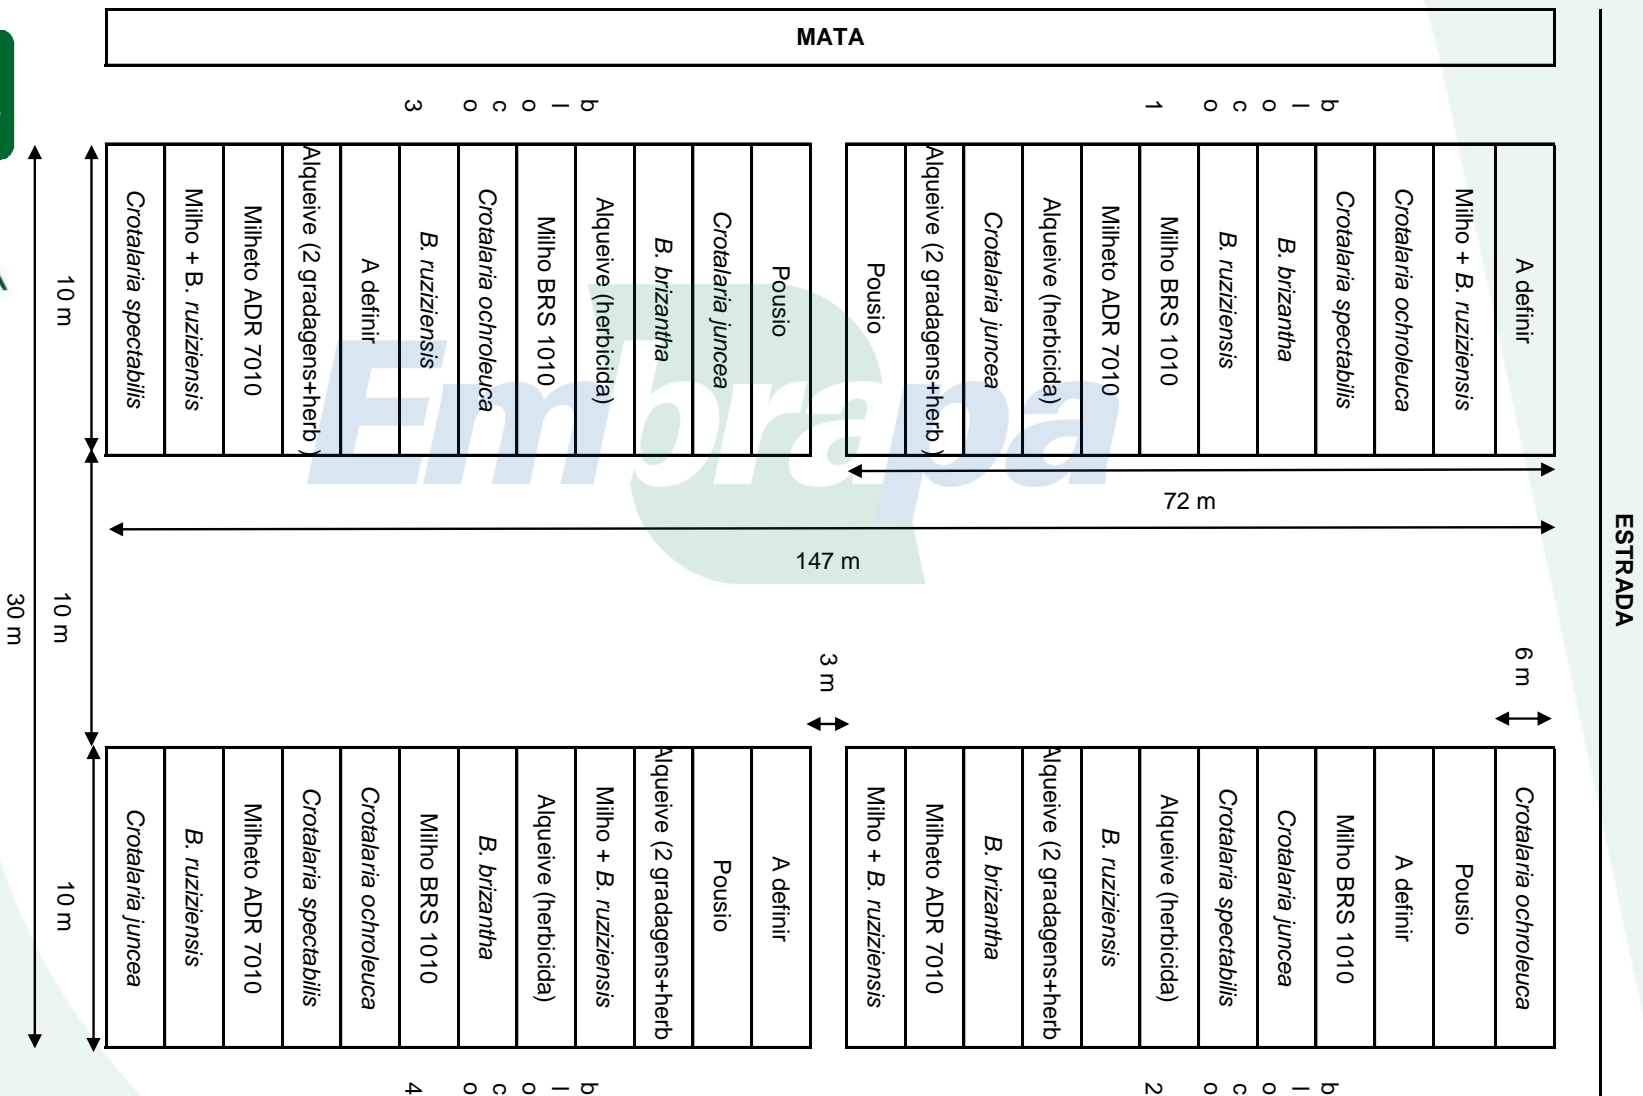 MATA
bloco 3
bloco 1
Crotalaria spectabilis
Milho + B. ruziziensis
Milheto ADR 7010
Alqueive (2 gradagens+herb )
A definir
B. ruziziensis
Crotalaria ochroleuca
Milho BRS 1010
Alqueive (herbicida)
B. brizantha
Crotalaria juncea
Pousio
Pousio
Alqueive (2 gradagens+herb )
Crotalaria juncea
Alqueive (herbicida)
Milheto ADR 7010
Milho BRS 1010
B. ruziziensis
B. brizantha
Crotalaria spectabilis
Crotalaria ochroleuca
Milho + B. ruziziensis
A definir
10 m
Embrapa
72 m
147 m
ESTRADA
30 m
10 m
3 m
6 m
10 m
Crotalaria juncea
B. ruziziensis
Milheto ADR 7010
Crotalaria spectabilis
Crotalaria ochroleuca
Milho BRS 1010
B. brizantha
Alqueive (herbicida)
Milho + B. ruziziensis
Alqueive (2 gradagens+herb
Pousio
A definir
Milho + B. ruziziensis
Milheto ADR 7010
B. brizantha
Alqueive (2 gradagens+herb
B. ruziziensis
Alqueive (herbicida)
Crotalaria spectabilis
Crotalaria juncea
Milho BRS 1010
A definir
Pousio
Crotalaria ochroleuca
bloco 4
bloco 2